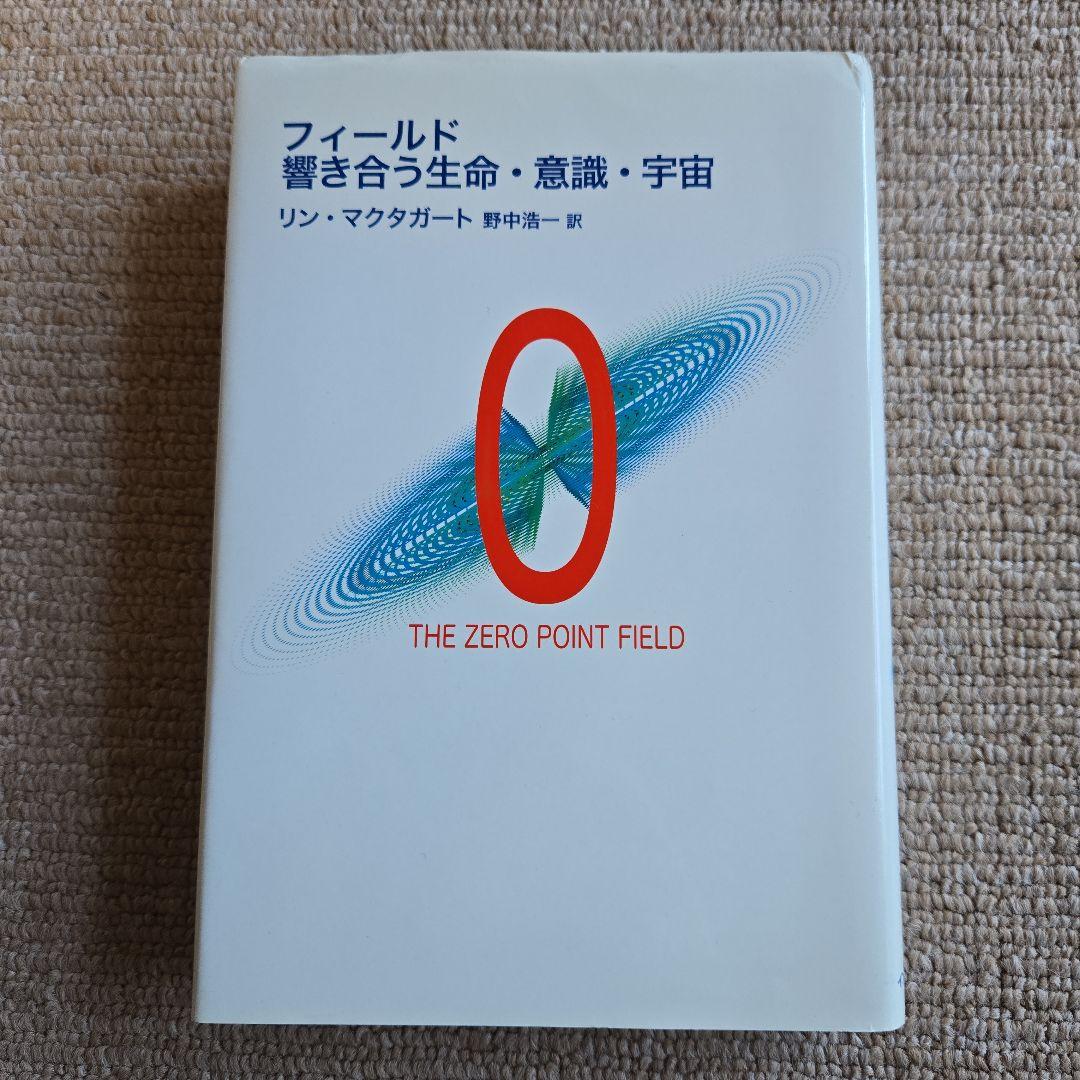 フィールド
響き合う生命・意識・宇宙
リン・マクタガート 野中浩一 訳
0
THE ZERO POINT FIELD